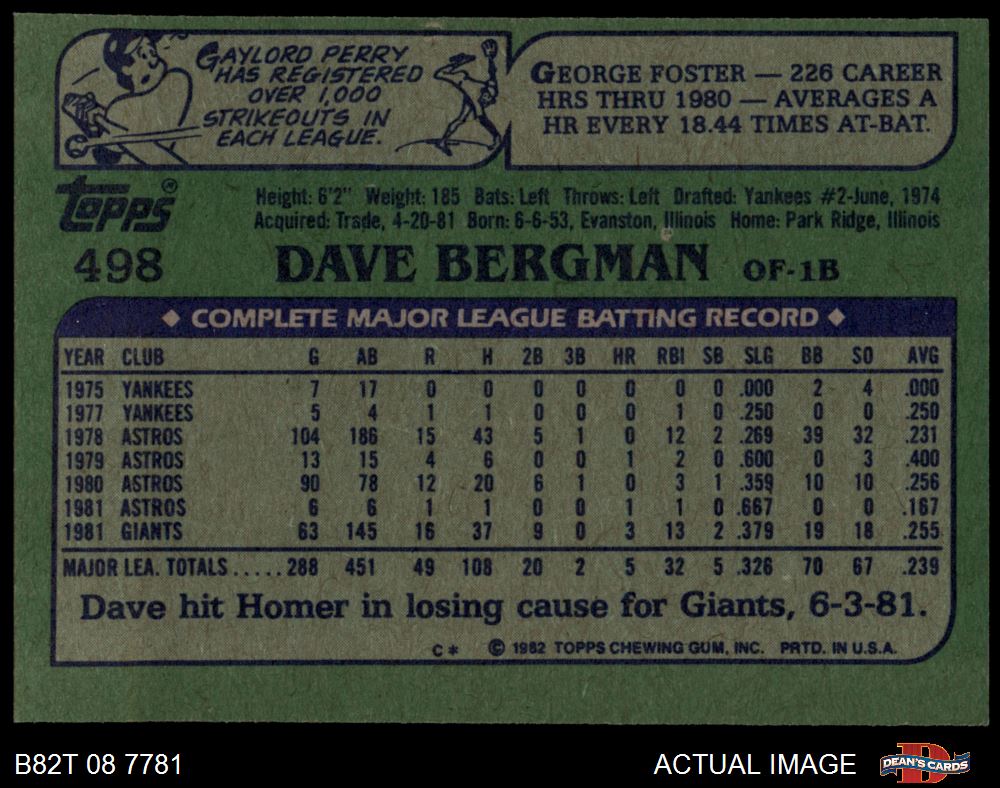 GAYLORD PERRY
HAS REGISTERED
OVER 1,000
STRIKEOUTS IN
EACH LEAGUE.
GEORGE FOSTER — 226 CAREER
HRS THRU 1980 — AVERAGES A
HR EVERY 18.44 TIMES AT-BAT.
Topps®
Height: 6'2" Weight: 185 Bats: Left Throws: Left Drafted: Yankees #2-June, 1974
Acquired: Trade, 4-20-81 Born: 6-6-53, Evanston, Illinois Home: Park Ridge, Illinois
498 DAVE BERGMAN OF-1B
◆ COMPLETE MAJOR LEAGUE BATTING RECORD ◆
YEAR CLUB G AB R H 2B 3B HR RBI SB SLG BB SO AVG
1975 YANKEES 7 17 0 0 0 0 0 0 0 .000 2 4 .000
1977 YANKEES 5 4 1 1 0 0 0 1 0 .250 0 0 .250
1978 ASTROS 104 186 15 43 5 1 0 12 2 .269 39 32 .231
1979 ASTROS 13 15 4 6 0 0 1 2 0 .600 0 3 .400
1980 ASTROS 90 78 12 20 6 1 0 3 1 .359 10 10 .256
1981 ASTROS 6 6 1 1 0 0 1 1 0 .667 0 0 .167
1981 GIANTS 63 145 16 37 9 0 3 13 2 .379 19 18 .255
MAJOR LEA. TOTALS.....288 451 49 108 20 2 5 32 5 .326 70 67 .239
Dave hit Homer in losing cause for Giants, 6-3-81.
C* © 1982 TOPPS CHEWING GUM, INC. PRTD. IN U.S.A.
B82T 08 7781 ACTUAL IMAGE DEAN'S CARDS